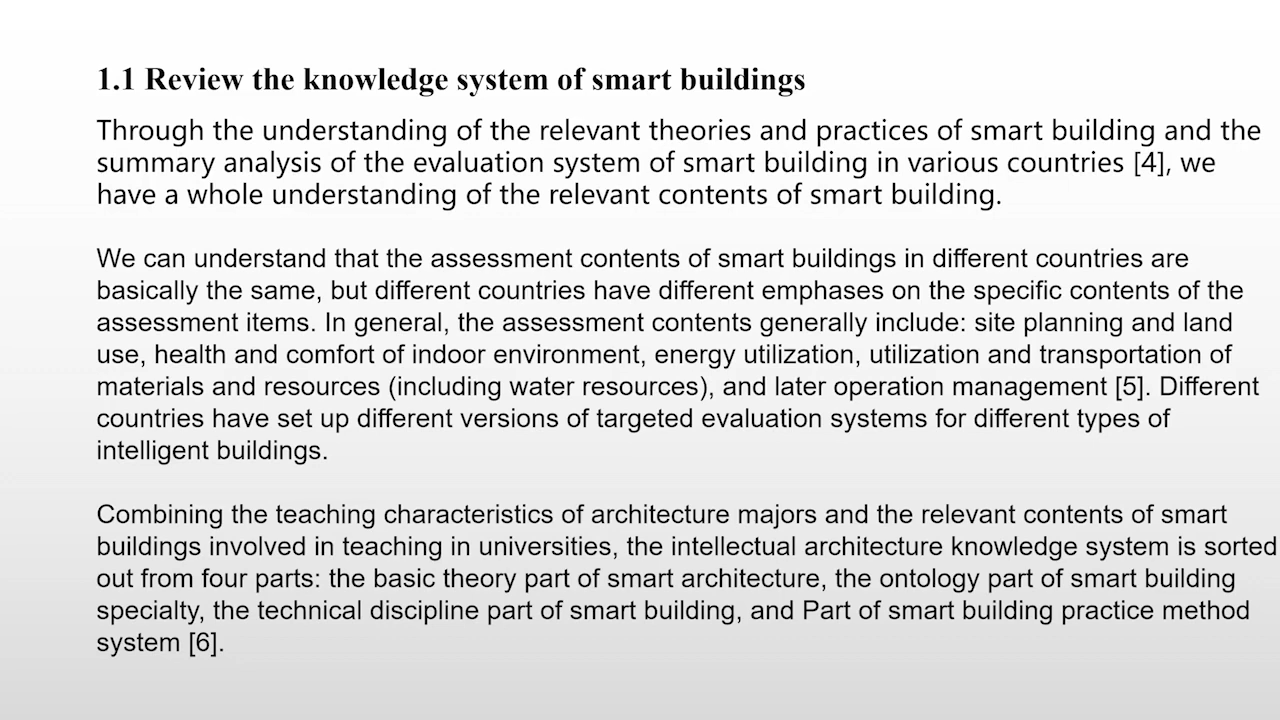 1.1 Review the knowledge system of smart buildings
Through the understanding of the relevant theories and practices of smart building and the
summary analysis of the evaluation system of smart building in various countries [4], we
have a whole understanding of the relevant contents of smart building.
We can understand that the assessment contents of smart buildings in different countries are
basically the same, but different countries have different emphases on the specific contents of the
assessment items. In general, the assessment contents generally include: site planning and land
use, health and comfort of indoor environment, energy utilization, utilization and transportation of
materials and resources (including water resources), and later operation management [5]. Different
countries have set up different versions of targeted evaluation systems for different types of
intelligent buildings.
Combining the teaching characteristics of architecture majors and the relevant contents of smart
buildings involved in teaching in universities, the intellectual architecture knowledge system is sorted
out from four parts: the basic theory part of smart architecture, the ontology part of smart building
specialty, the technical discipline part of smart building, and Part of smart building practice method
system [6].